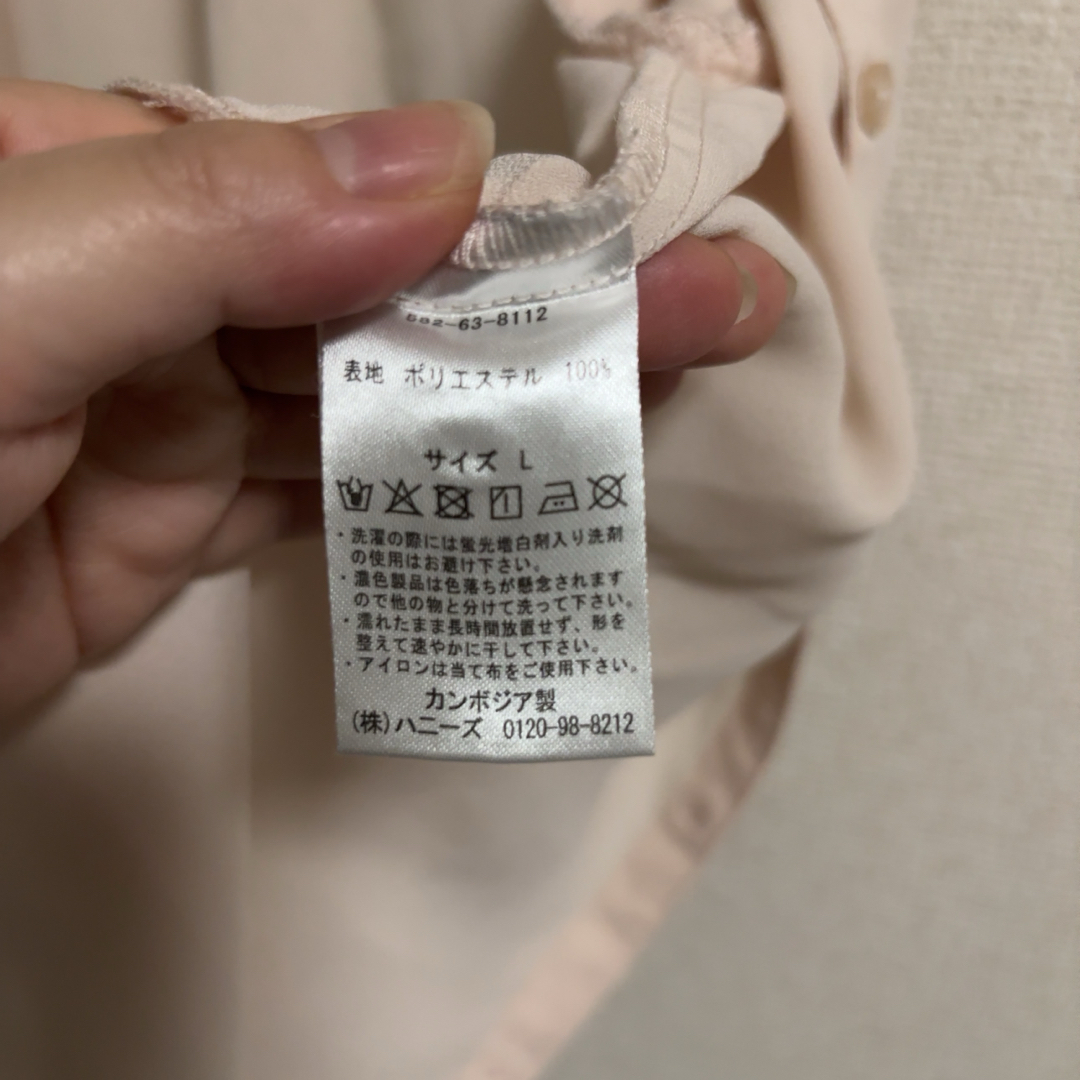 582-63-8112
表地 ポリエステル 100%
サイズ L
・洗濯の際には蛍光増白剤入り洗剤
の使用はお避け下さい。
・濃色製品は色落ちが懸念されます
ので他の物と分けて洗って下さい。
・濡れたまま長時間放置せず、形を
整えて速やかに干して下さい。
・アイロンは当て布をご使用下さい。
カンボジア製
(株)ハニーズ 0120-98-8212